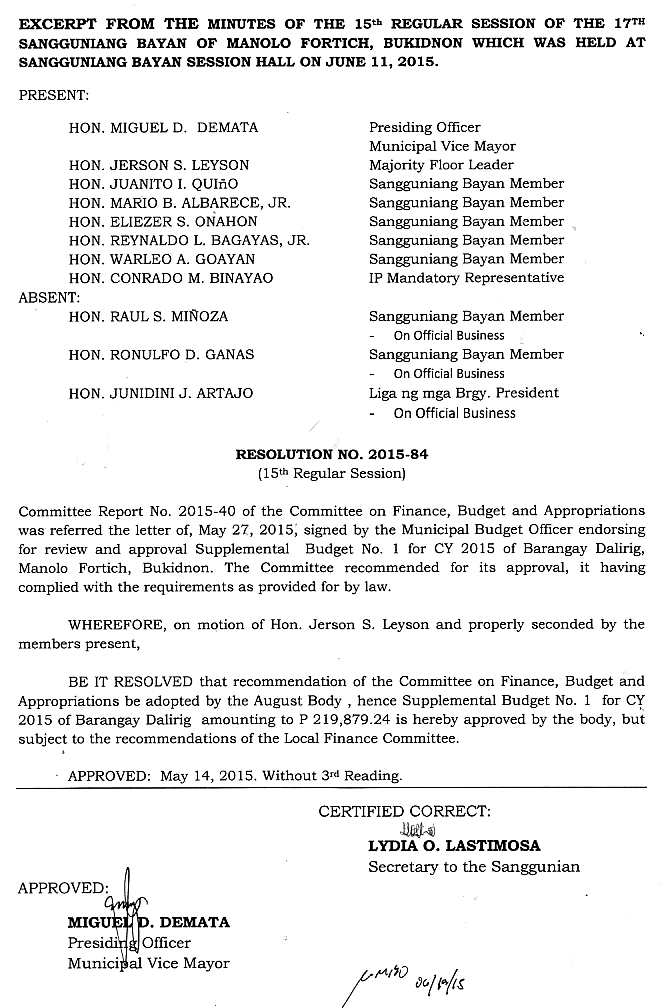 EXCERPT FROM THE MINUTES OF THE 15th REGULAR SESSION OF THE 17TH
SANGGUNIANG BAYAN OF MANOLO FORTICH, BUKIDNON WHICH WAS HELD AT
SANGGUNIANG BAYAN SESSION HALL ON JUNE 11, 2015.
PRESENT:
HON. MIGUEL D. DEMATA Presiding Officer
Municipal Vice Mayor
HON. JERSON S. LEYSON Majority Floor Leader
HON. JUANITO I. QUIñO Sangguniang Bayan Member
HON. MARIO B. ALBARECE, JR. Sangguniang Bayan Member
HON. ELIEZER S. OÑAHON Sangguniang Bayan Member
HON. REYNALDO L. BAGAYAS, JR. Sangguniang Bayan Member
HON. WARLEO A. GOAYAN Sangguniang Bayan Member
HON. CONRADO M. BINAYAO IP Mandatory Representative
ABSENT:
HON. RAUL S. MIÑOZA Sangguniang Bayan Member
- On Official Business
HON. RONULFO D. GANAS Sangguniang Bayan Member
- On Official Business
HON. JUNIDINI J. ARTAJO Liga ng mga Brgy. President
- On Official Business
RESOLUTION NO. 2015-84
(15th Regular Session)
Committee Report No. 2015-40 of the Committee on Finance, Budget and Appropriations
was referred the letter of, May 27, 2015, signed by the Municipal Budget Officer endorsing
for review and approval Supplemental Budget No. 1 for CY 2015 of Barangay Dalirig,
Manolo Fortich, Bukidnon. The Committee recommended for its approval, it having
complied with the requirements as provided for by law.
WHEREFORE, on motion of Hon. Jerson S. Leyson and properly seconded by the
members present,
BE IT RESOLVED that recommendation of the Committee on Finance, Budget and
Appropriations be adopted by the August Body , hence Supplemental Budget No. 1 for CY
2015 of Barangay Dalirig amounting to P 219,879.24 is hereby approved by the body, but
subject to the recommendations of the Local Finance Committee.
APPROVED: May 14, 2015. Without 3rd Reading.
CERTIFIED CORRECT:
LYDIA O. LASTIMOSA
Secretary to the Sanggunian
APPROVED:
MIGUEL D. DEMATA
Presiding Officer
Municipal Vice Mayor
06/19/15